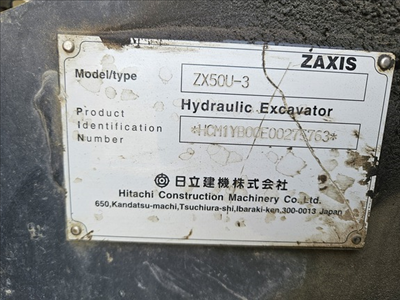 ZAXIS
Model/type ZX50U-3
Hydraulic Excavator
Product
Identification
Number
日立建機株式会社
Hitachi Construction Machinery Co., Ltd.
650, Kandatsu-machi, Tsuchiura-shi, Ibaraki-ken, 300-0013 Japan